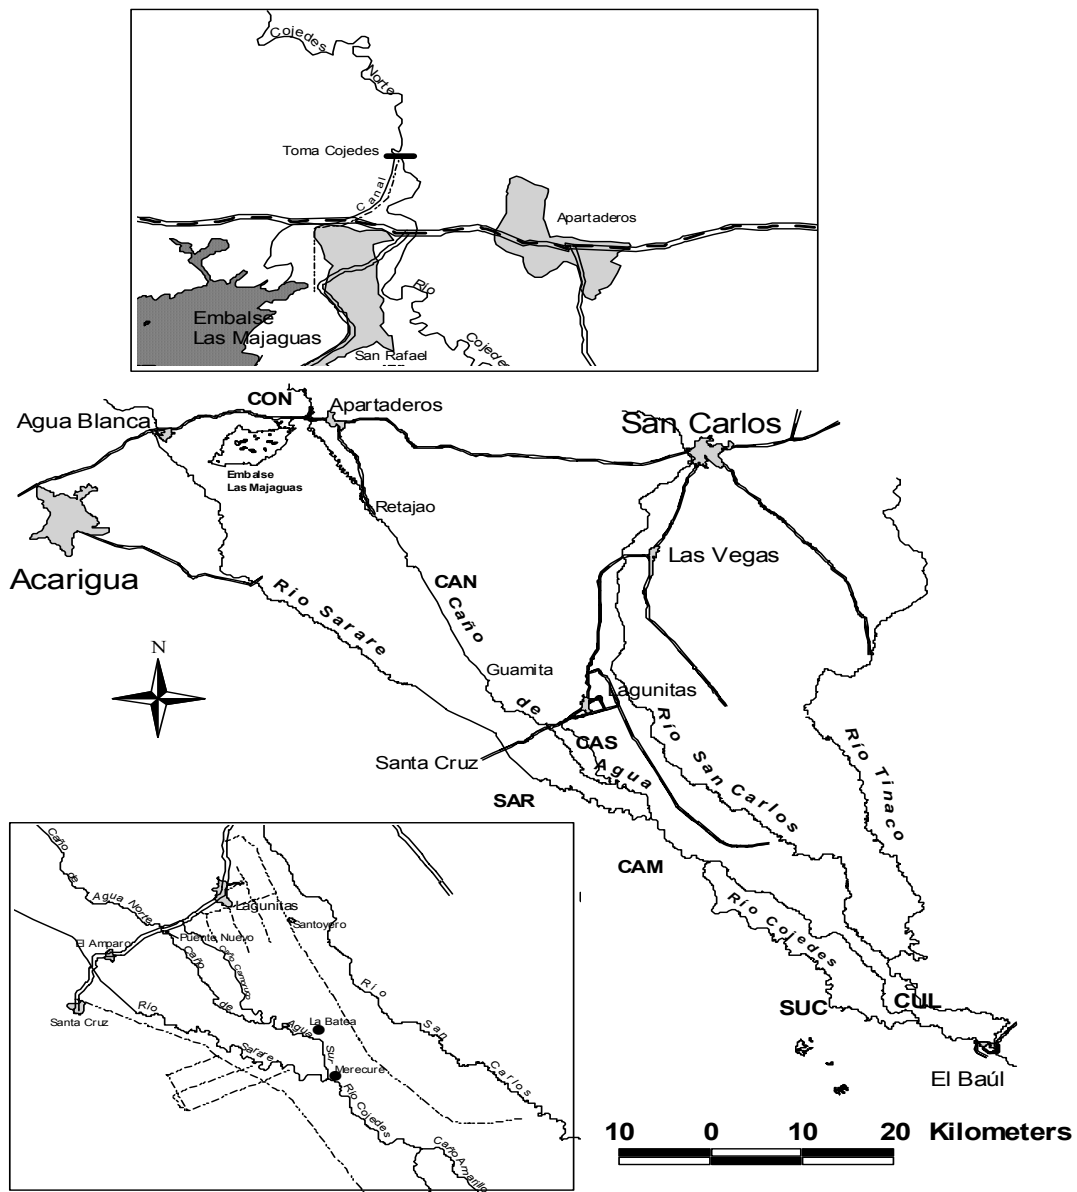 Cojedes
Norte
Toma Cojedes
Canal
Apartaderos
Río
Embalse
Las Majaguas
Cojedes
San Rafael
CON
Apartaderos
Agua Blanca
San Carlos
Embalse
Las Majaguas
Retajao
Las Vegas
Acarigua
CAN
Río Sarare
Caño
N
Guamita
Lagunitas
de
CAS
Santa Cruz
Agua
Río San Carlos
Río Tinaco
SAR
CAM
Río Cojedes
SUC
CUL
El Baúl
Caño
de
Agua Norte
Lagunitas
Santoyero
El Amparo
Puente Nuevo
Caño
Caño Camoruco
Río
de
Santa Cruz
Río
Agua
La Batea
San
Sarare
Sur
Merecure
Carlos
Río Cojedes
Caño Amarillo
10 0 10 20 Kilometers